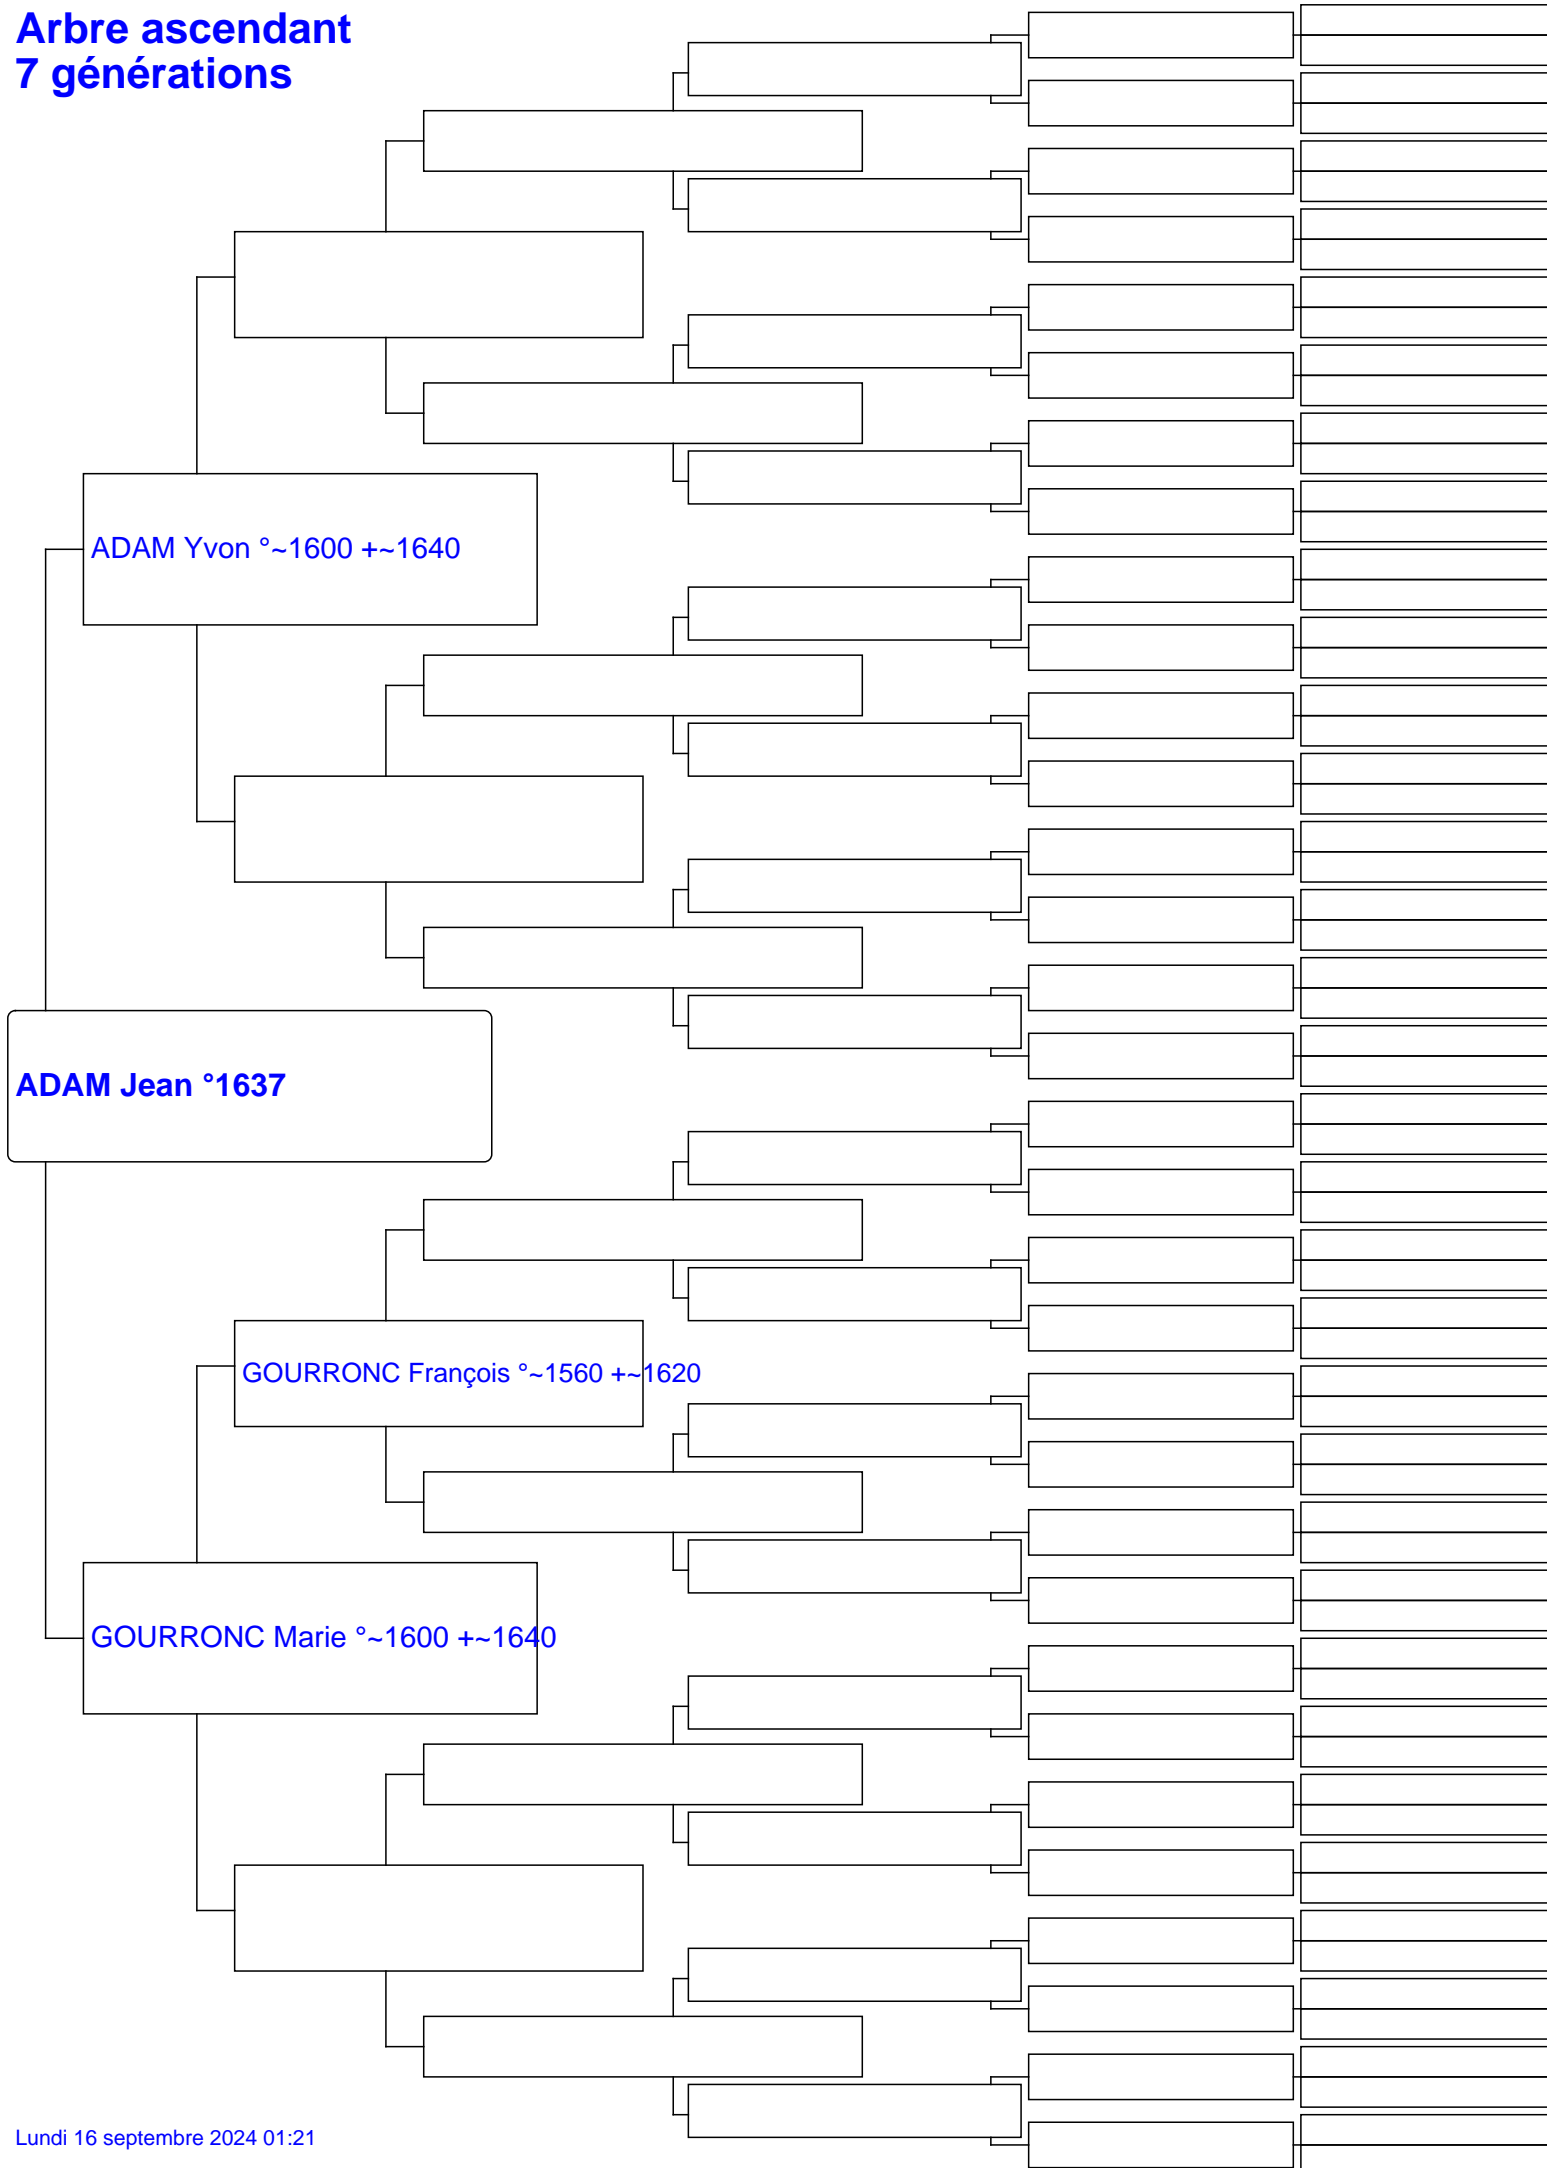 Arbre ascendant
7 générations
ADAM Yvon °~1600 +~1640
ADAM Jean °1637
GOURRONC François °~1560 +~1620
GOURRONC Marie °~1600 +~1640
Lundi 16 septembre 2024 01:21